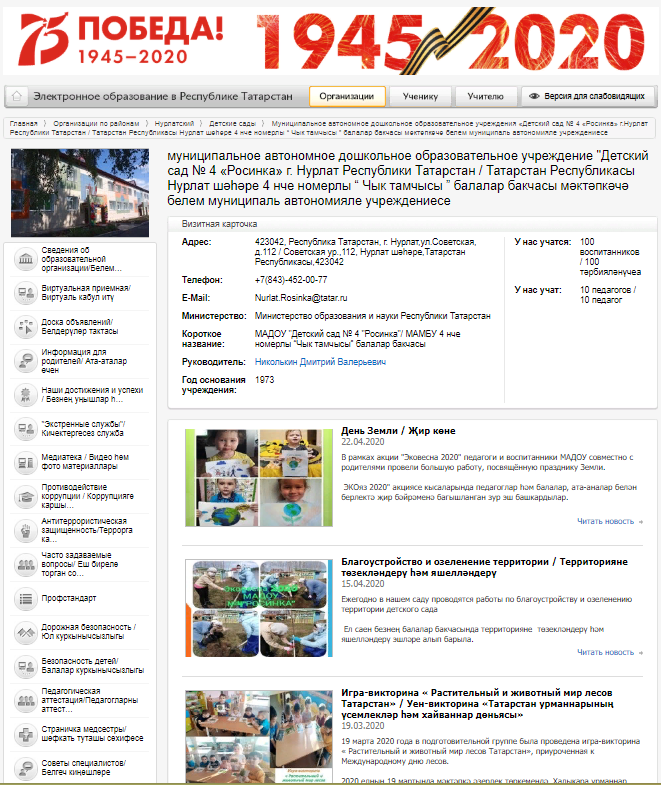 75 ПОБЕДА!
1945–2020
1945 2020
Электронное образование в Республике Татарстан
Организации
Ученику
Учителю
Версия для слабовидящих
Главная 〉 Организации по районам 〉 Нурлатский 〉 Детские сады 〉 Муниципальное автономное дошкольное образовательное учреждения «Детский сад № 4 «Росинка» г.Нурлат
Республики Татарстан / Татарстан Республикасы Нурлат шәһәре 4 нче номерлы “ Чык тамчысы ” балалар бакчасы мәктәпкәче белем муниципаль автономияле учреждениесе
муниципальное автономное дошкольное образовательное учреждение "Детский
сад № 4 «Росинка» г. Нурлат Республики Татарстан / Татарстан Республикасы
Нурлат шәһәре 4 нче номерлы “ Чык тамчысы ” балалар бакчасы мәктәпкәчә
белем муниципаль автономияле учреждениесе
Визитная карточка
Адрес: 423042, Республика Татарстан, г. Нурлат,ул.Советская,
д.112 / Советская ур.,112, Нурлат шәһәре,Татарстан
Республикасы,423042
Телефон: +7(843)-452-00-77
E-Mail: Nurlat.Rosinka@tatar.ru
Министерство: Министерство образования и науки Республики Татарстан
Короткое
название:
МАДОУ "Детский сад № 4 "Росинка"/ МАМБУ 4 нче
номерлы "Чык тамчысы" балалар бакчасы
Руководитель: Николькин Дмитрий Валерьевич
Год основания
учреждения:
1973
У нас учатся: 100
воспитанников
/ 100
тәрбияләнүчеа
У нас учат: 10 педагогов /
10 педагог
Сведения об
образовательной
организации/Белем...
Виртуальная приемная/
Виртуаль кабул итү
Доска объявлений/
Белдерүләр тактасы
Информация для
родителей/ Ата-аталар
өчен
Наши достижения и успехи
/ Безнең уңышлар һ...
"Экстренные службы"/
Кичектергесез служба
Медиатека / Видео һәм
фото материаллары
Противодействие
коррупции / Коррупцияге
каршы...
Антитеррористическая
защищенность/Террорга
ка...
Часто задаваемые
вопросы/ Еш бирелә
торган со...
Профстандарт
Дорожная безопасность /
Юл куркынычсызлыгы
Безопасность детей/
Балалар куркынычсызлыгы
Педагогическая
аттестация/Педагогларны
аттест...
Страничка медсестры/
шәфкать туташы сәхифәсе
Советы специалистов/
Белгеч киңәшләре
День Земли / Җир көне
22.04.2020
В рамках акции "Эковесна 2020" педагоги и воспитанники МАДОУ совместно с
родителями провели большую работу, посвящённую празднику Земли.
ЭКОяз 2020" акциясе кысаларында педагоглар һәм балалар, ата-аналар белән
берлектә җир бәйрәменә багышланган зур эш башкардылар.
Читать новость →
Эковесна 2020
МАДОУ
"РОСИНКА"
Благоустройство и озеленение территории / Территорияне
төзекләндерү һәм яшелләндерү
15.04.2020
Ежегодно в нашем саду проводятся работы по благоустройству и озеленению
территории детского сада
Ел саен безнең балалар бакчасында территорияне төзекләндерү һәм
яшелләндерү эшләре алып барыла.
Читать новость →
Игра-викторина
« Растительный и
животный мир лесов
Игра-викторина « Растительный и животный мир лесов
Татарстан» / Уен-викторина «Татарстан урманнарының
үсемлекләр һәм хайваннар дөньясы»
19.03.2020
19 марта 2020 года в подготовительной группе была проведена игра-викторина
« Растительный и животный мир лесов Татарстан», приуроченная к
Международному дню лесов.
2020 елның 19 мартында мәктәпкә әзерлек төркемендә, Халыкара урманнар